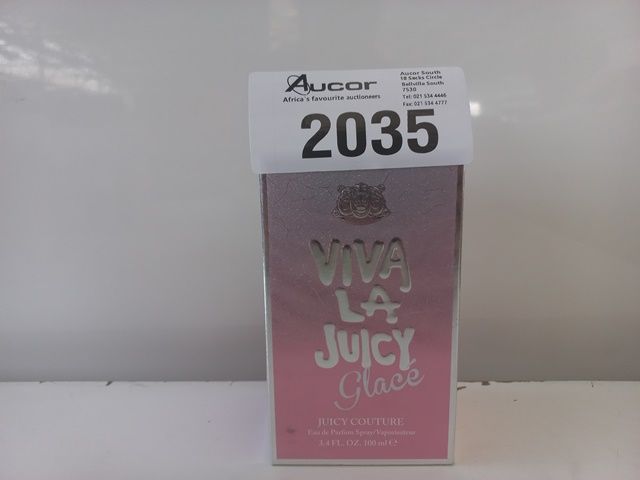 Aucor
Africa's favourite auctioneers
Aucor South
18 Sacks Circle
Bellville South
7530
Tel: 021 534 4446
Fax: 021 534 4777
2035
VIVA
LA
JUICY
Glacé
JUICY COUTURE
Eau de Parfum Spray/Vaporisateur
3.4 FL. OZ. 100 ml e